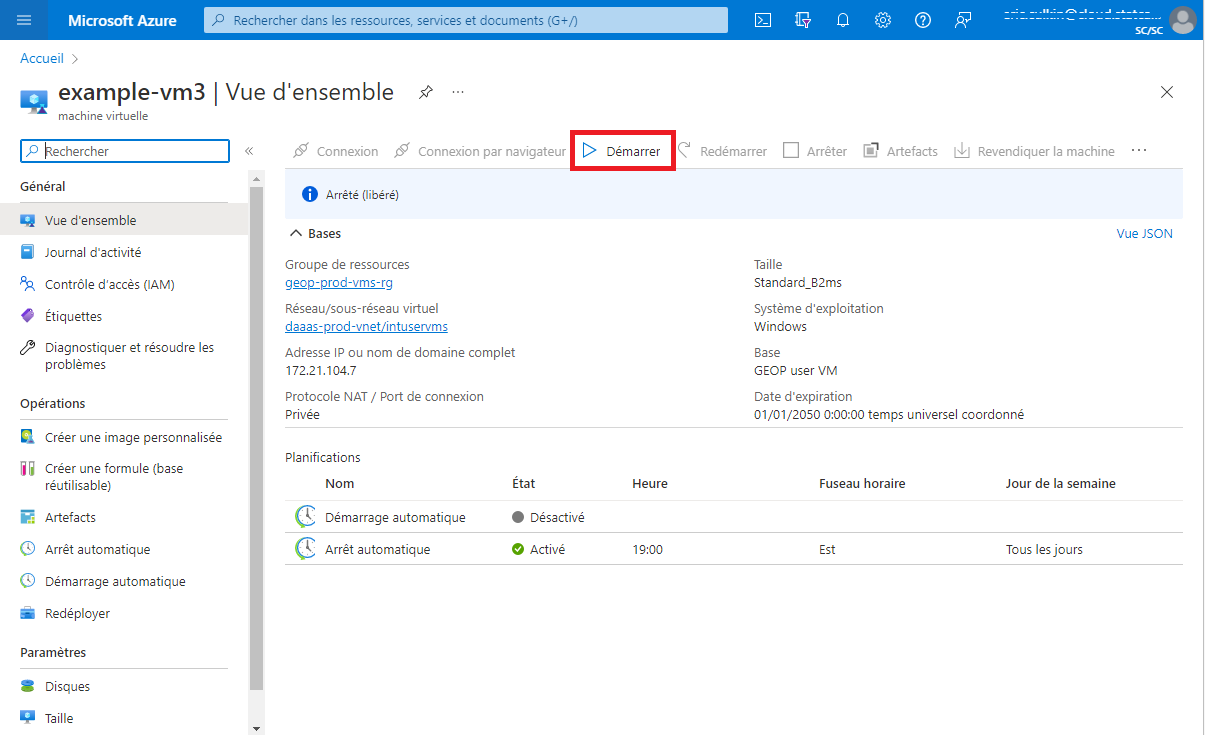 Microsoft Azure
Rechercher dans les ressources, services et documents (G+/)
SC/SC
Accueil
example-vm3 | Vue d'ensemble
machine virtuelle
Rechercher
Général
Vue d'ensemble
Journal d'activité
Contrôle d'accès (IAM)
Étiquettes
Diagnostiquer et résoudre les
problèmes
Opérations
Créer une image personnalisée
Créer une formule (base
réutilisable)
Artefacts
Arrêt automatique
Démarrage automatique
Redéployer
Paramètres
Disques
Taille
Connexion Connexion par navigateur Démarrer Redémarrer Arrêter Artefacts Revendiquer la machine
Arrêté (libéré)
Bases Vue JSON
Groupe de ressources
geop-prod-vms-rg
Réseau/sous-réseau virtuel
daaas-prod-vnet/intuservms
Adresse IP ou nom de domaine complet
172.21.104.7
Protocole NAT / Port de connexion
Privée
Taille
Standard_B2ms
Système d'exploitation
Windows
Base
GEOP user VM
Date d'expiration
01/01/2050 0:00:00 temps universel coordonné
Planifications
Nom État Heure Fuseau horaire Jour de la semaine
Démarrage automatique Désactivé
Arrêt automatique Activé 19:00 Est Tous les jours